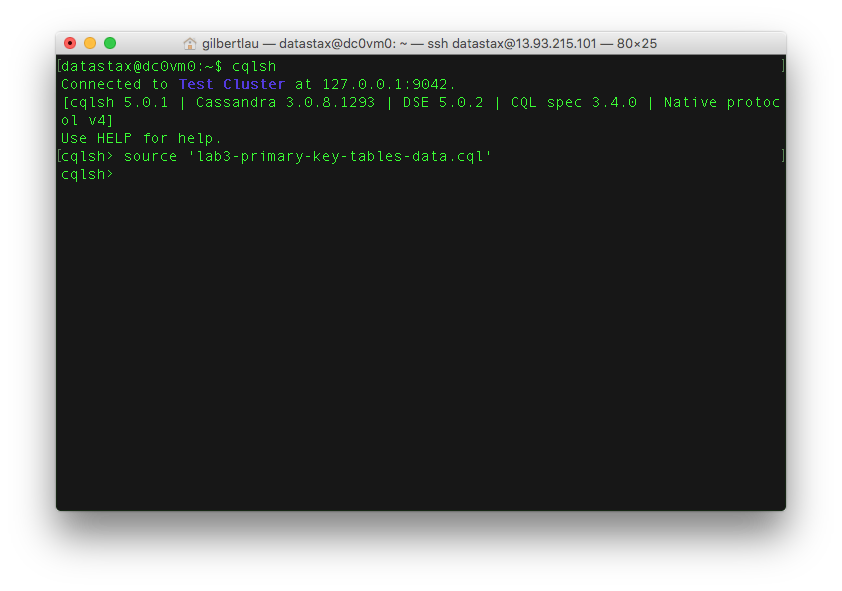 gilbertlau — datastax@dc0vm0: ~ — ssh datastax@13.93.215.101 — 80×25
[datastax@dc0vm0:~$ cqlsh ]
Connected to Test Cluster at 127.0.0.1:9042.
[cqlsh 5.0.1 | Cassandra 3.0.8.1293 | DSE 5.0.2 | CQL spec 3.4.0 | Native protoc
ol v4]
Use HELP for help.
[cqlsh> source 'lab3-primary-key-tables-data.cql' ]
cqlsh>